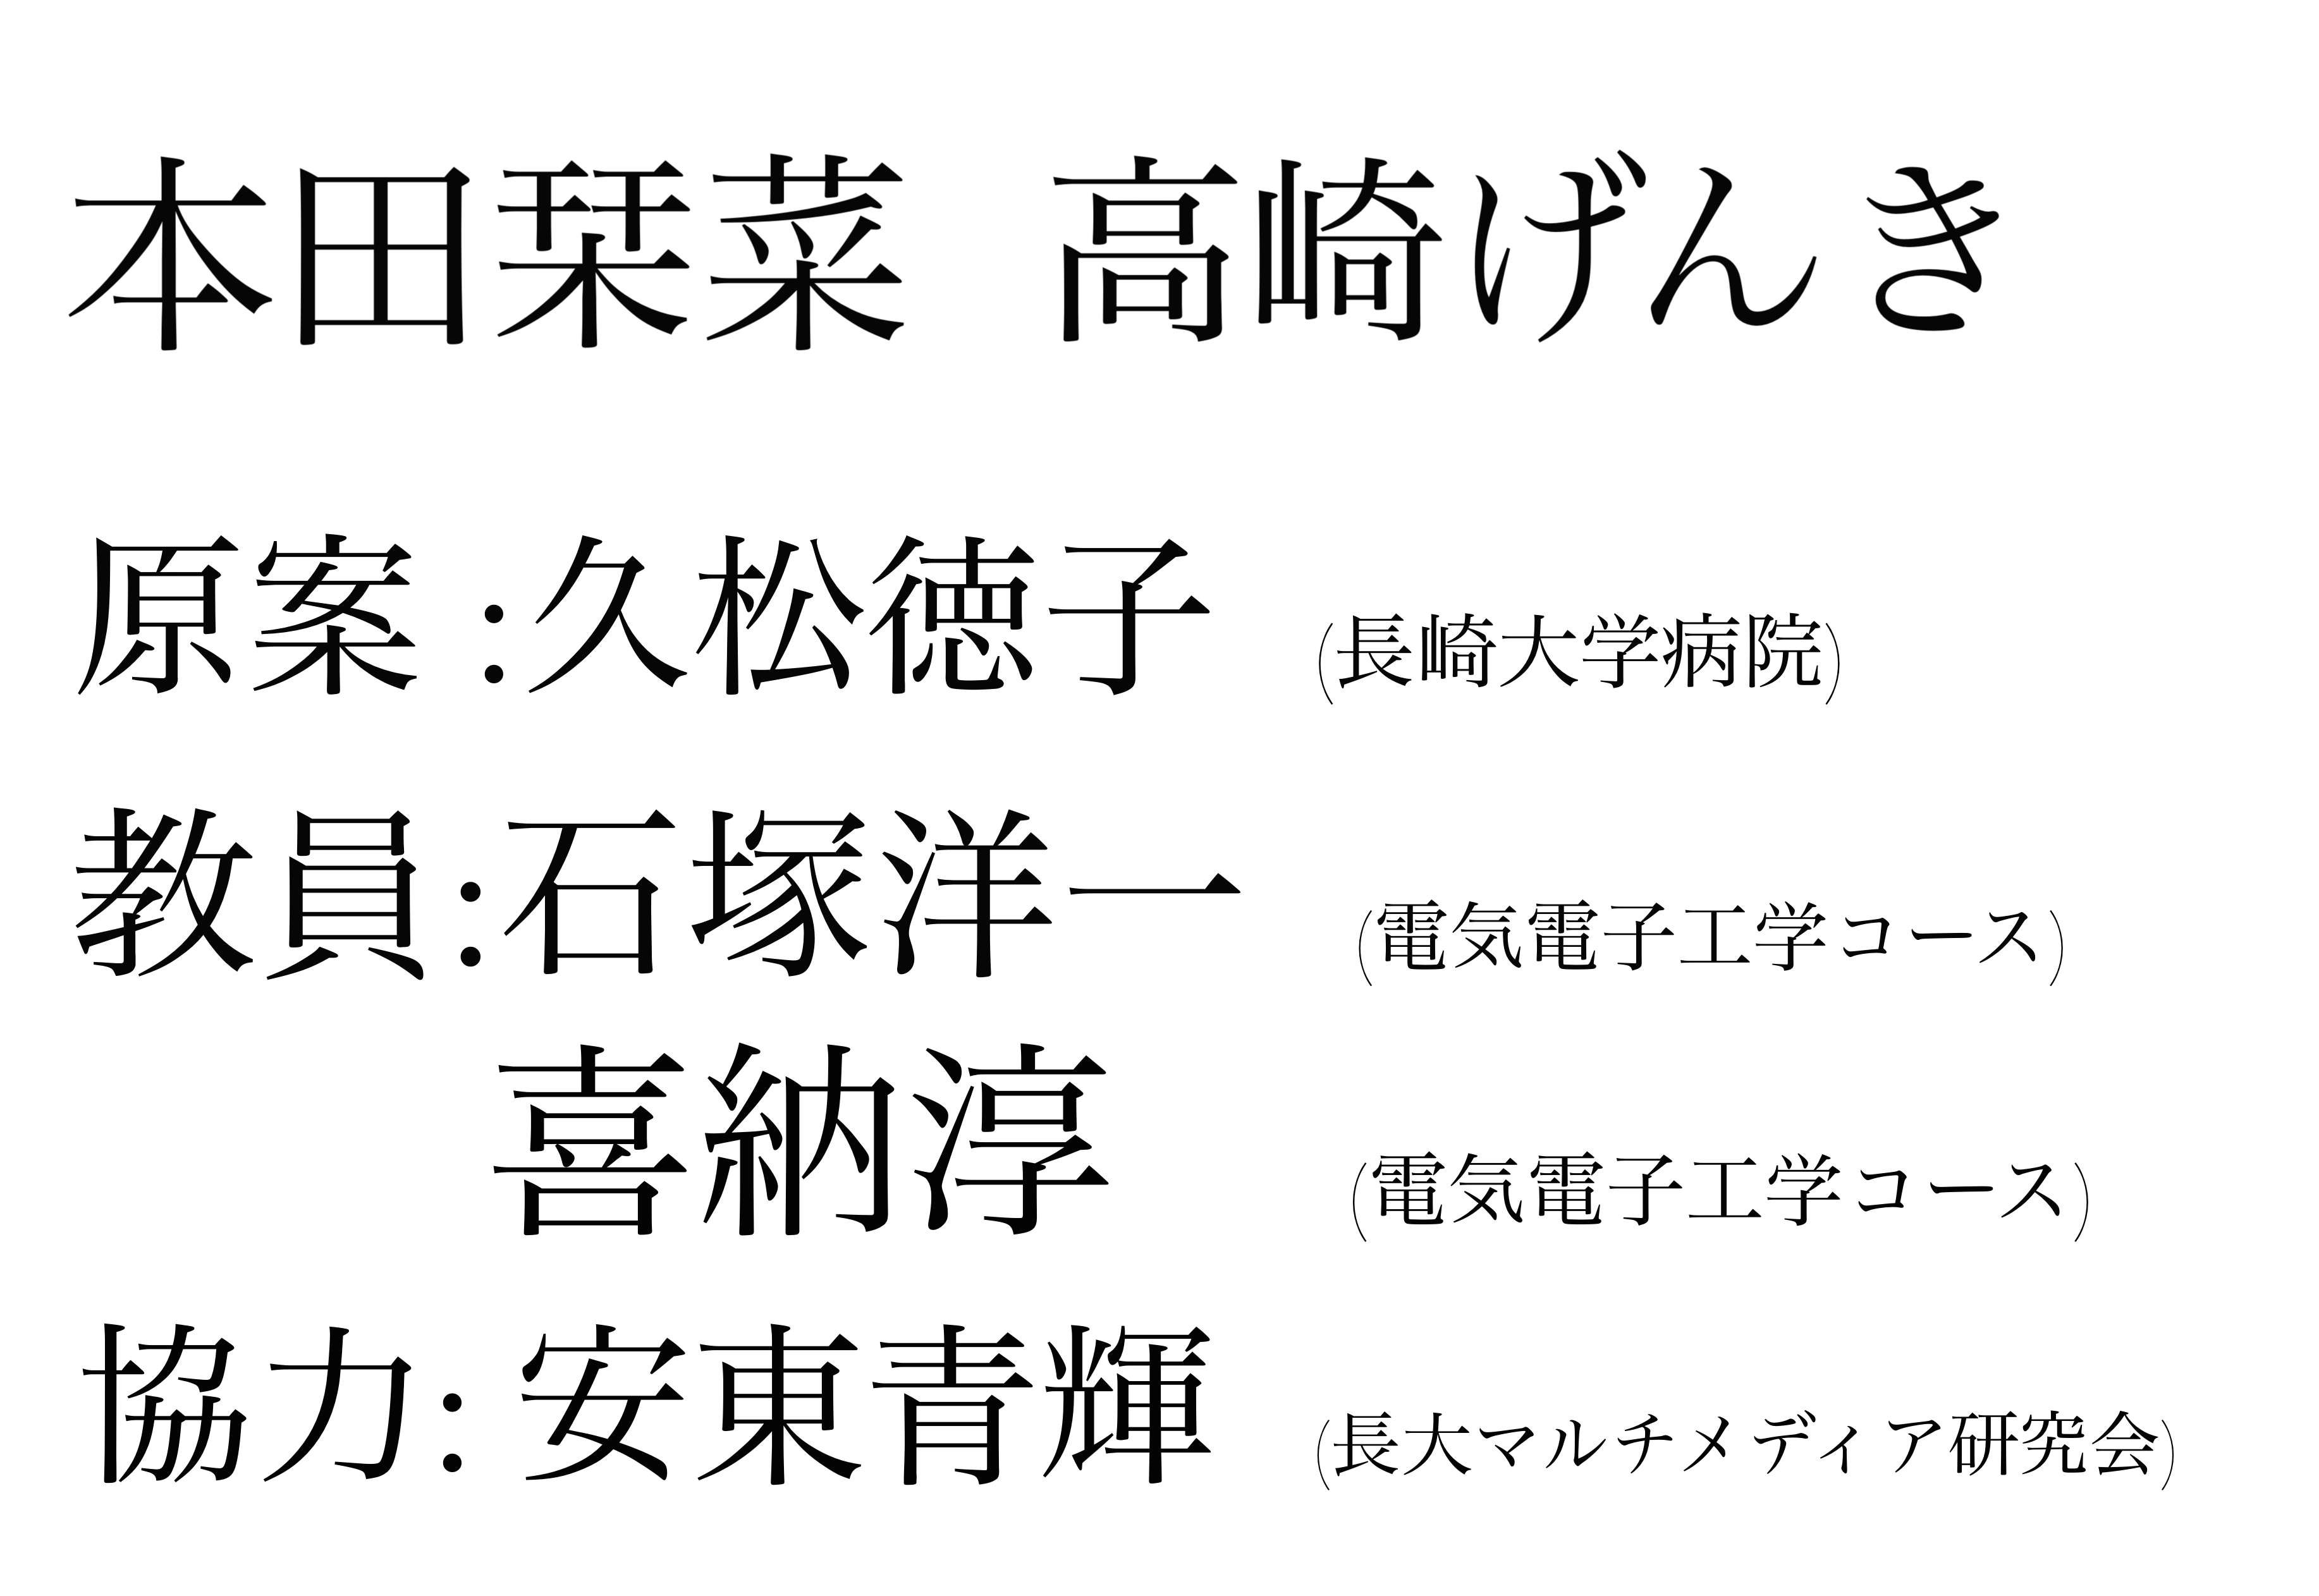 本田栞菜 高崎げんき
原案:久松徳子 (長崎大学病院)
教員:石塚洋一 (電気電子工学コース)
喜納淳 (電気電子工学コース)
協力:安東青輝 (長大マルチメディア研究会)